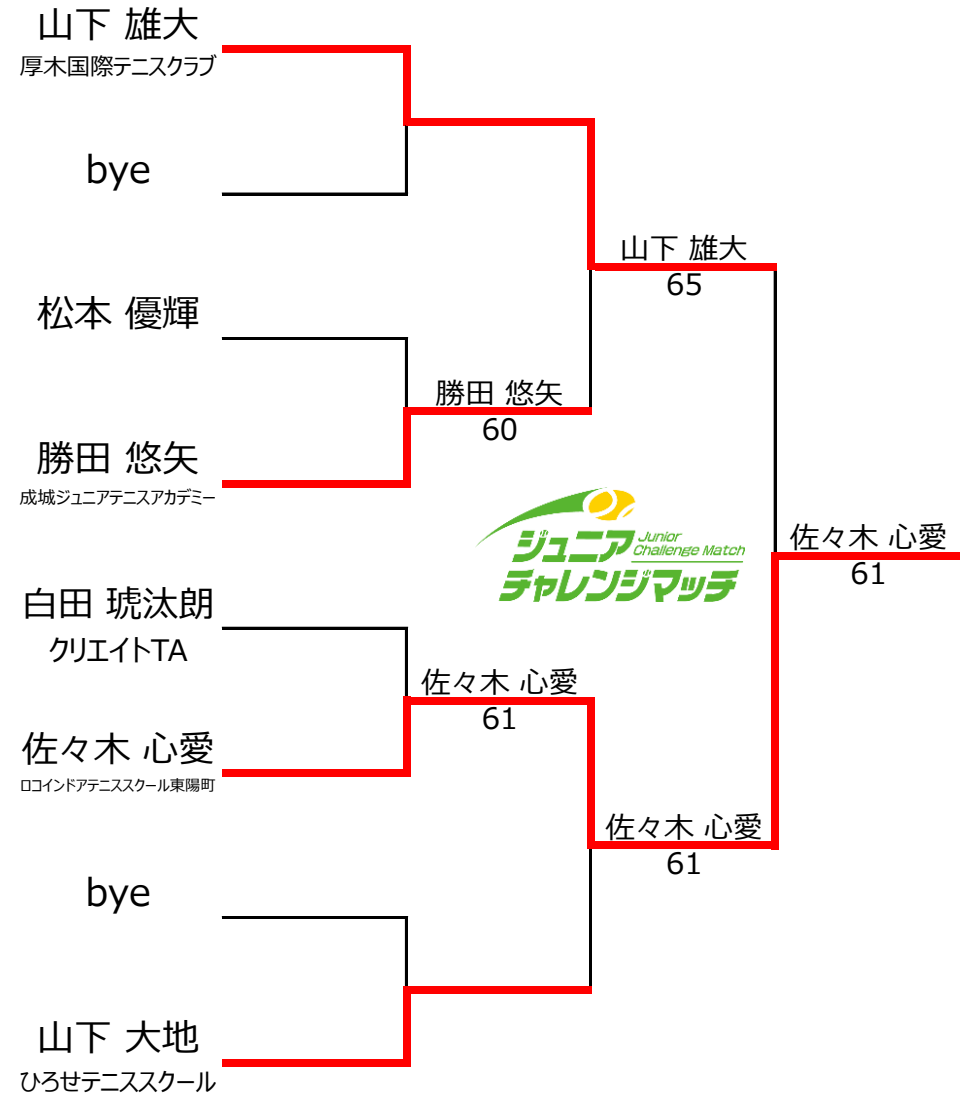 山下 雄大
厚木国際テニスクラブ
bye
松本 優輝
勝田 悠矢
成城ジュニアテニスアカデミー
白田 琥汰朗
クリエイトTA
佐々木 心愛
ロコインドアテニススクール東陽町
bye
山下 大地
ひろせテニススクール
勝田 悠矢
60
佐々木 心愛
61
山下 雄大
65
佐々木 心愛
61
佐々木 心愛
61
ジュニア
Junior
Challenge Match
チャレンジマッチ